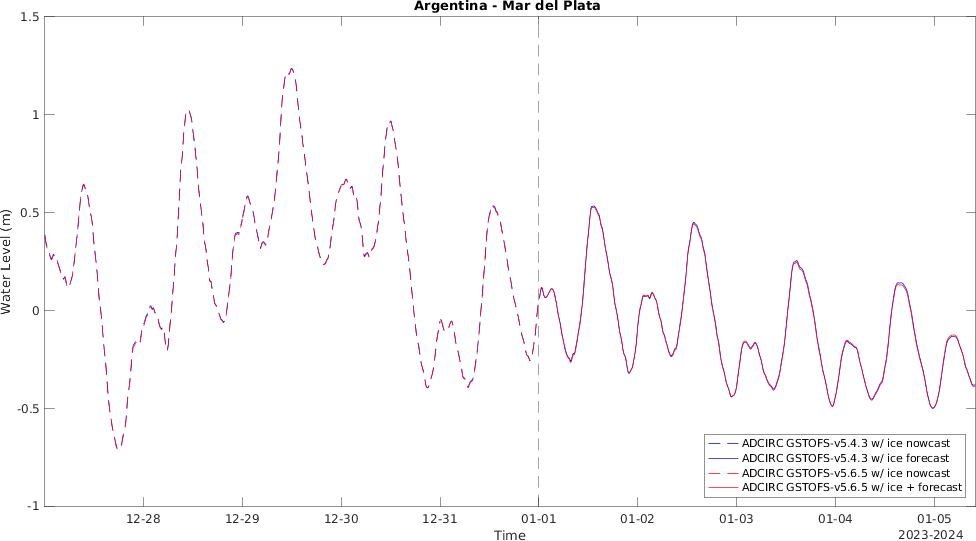 Argentina - Mar del Plata
1.5
1
0.5
0
-0.5
-1
Water Level (m)
ADCIRC GSTOFS-v5.4.3 w/ ice nowcast
ADCIRC GSTOFS-v5.4.3 w/ ice forecast
ADCIRC GSTOFS-v5.6.5 w/ ice nowcast
ADCIRC GSTOFS-v5.6.5 w/ ice + forecast
12-28 12-29 12-30 12-31 01-01 01-02 01-03 01-04 01-05
Time
2023-2024